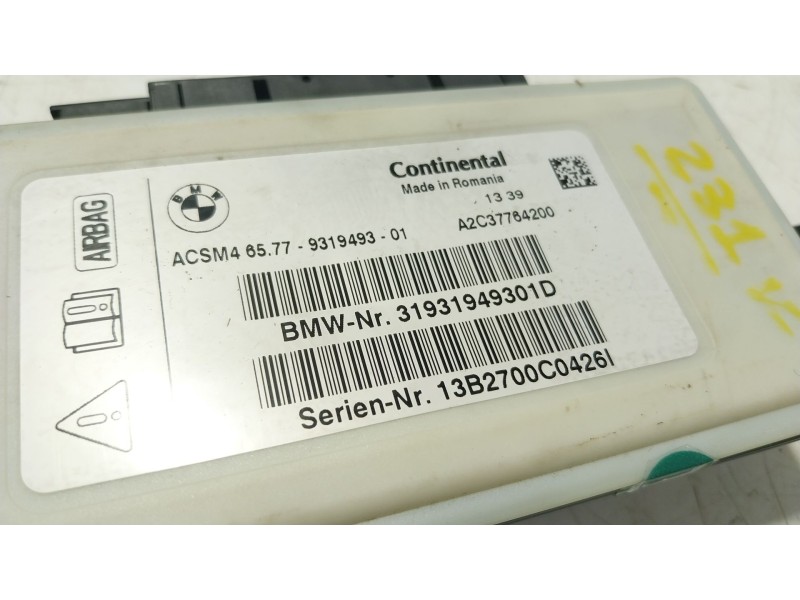 Continental
Made in Romania
13 39
A2C37764200
BMW
AIRBAG
ACSM4 65.77 - 9319493 - 01
BMW-Nr. 31931949301D
Serien-Nr. 13B2700C0426I
231